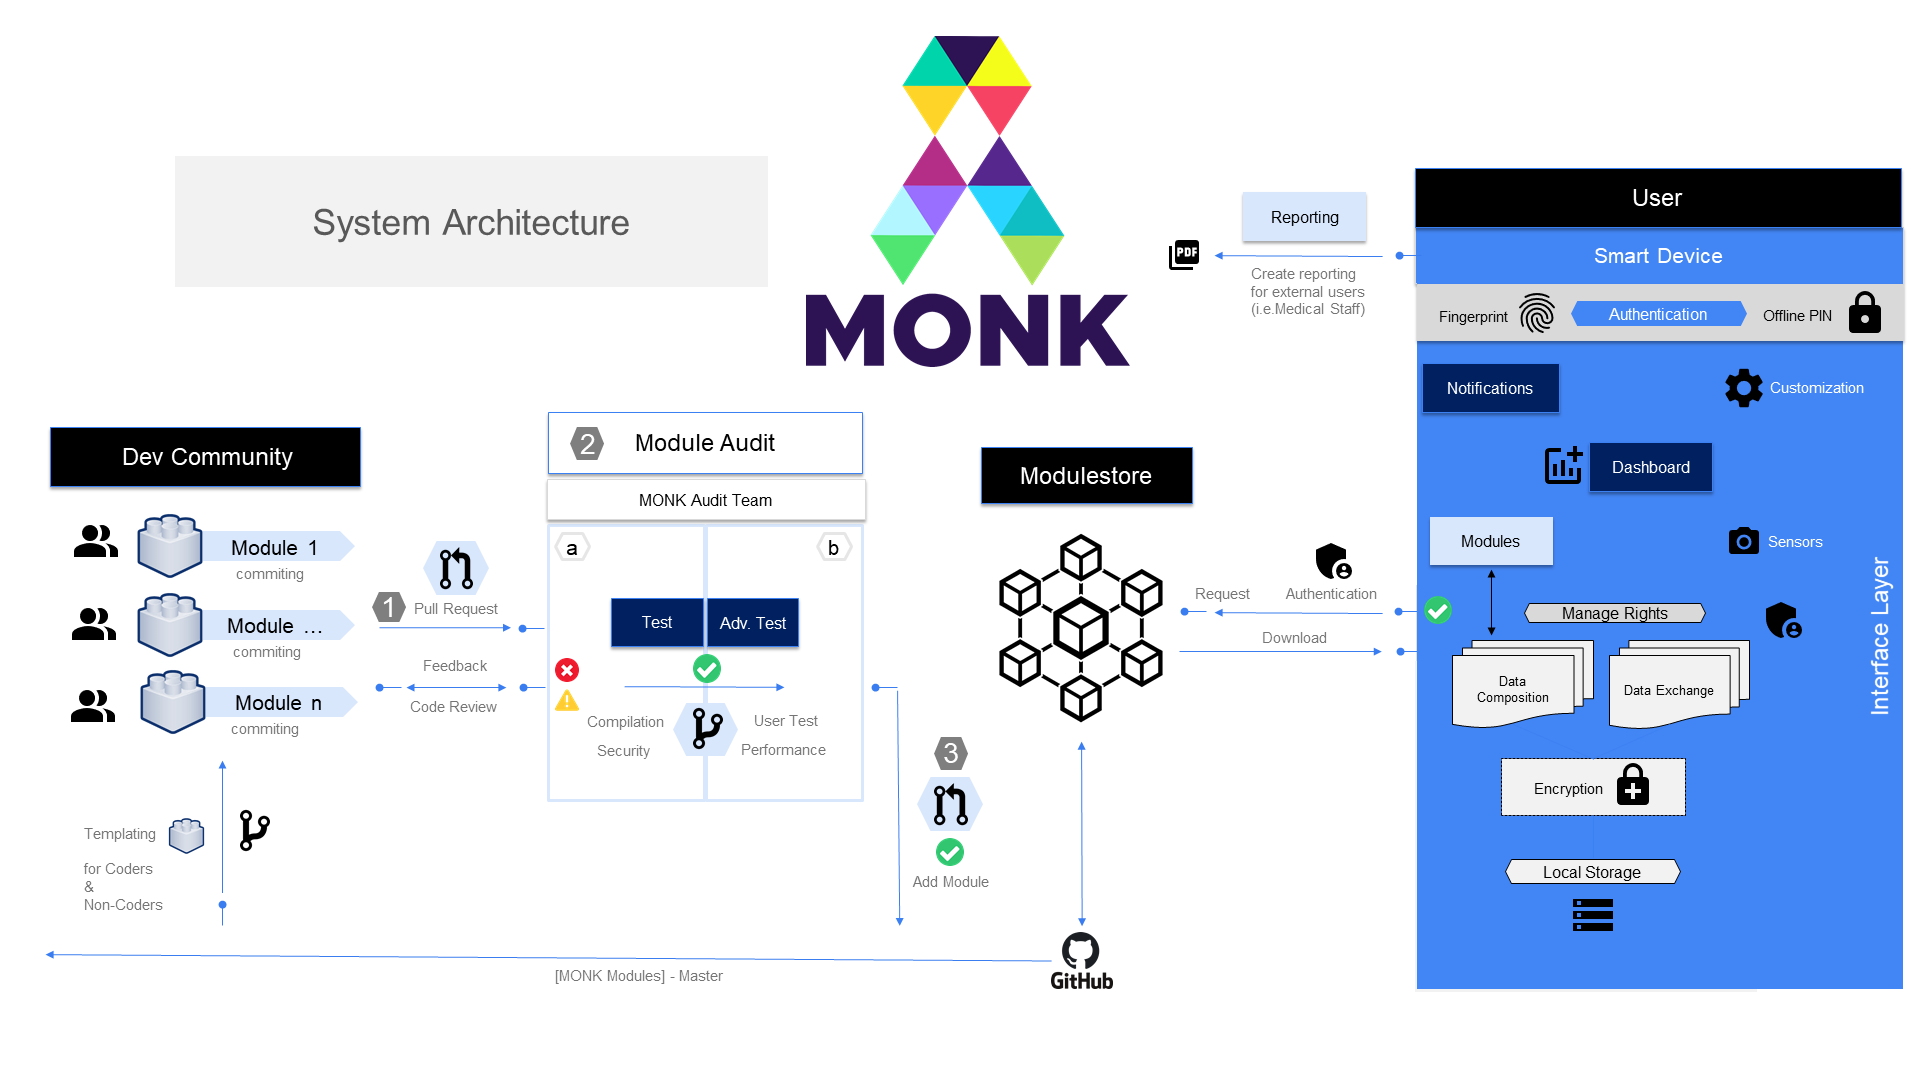 System Architecture
MONK
Dev Community
Module 1
commiting
Module ...
commiting
Module n
commiting
Templating
for Coders
&
Non-Coders
1
Pull Request
Feedback
Code Review
2
Module Audit
MONK Audit Team
a
b
Test
Adv. Test
Compilation
Security
User Test
Performance
3
Add Module
[MONK Modules] - Master
Modulestore
GitHub
Request
Authentication
Download
PDF
Reporting
Create reporting
for external users
(i.e.Medical Staff)
User
Smart Device
Fingerprint
Authentication
Offline PIN
Notifications
Customization
Dashboard
Modules
Sensors
Manage Rights
Data
Composition
Data Exchange
Encryption
Local Storage
Interface Layer